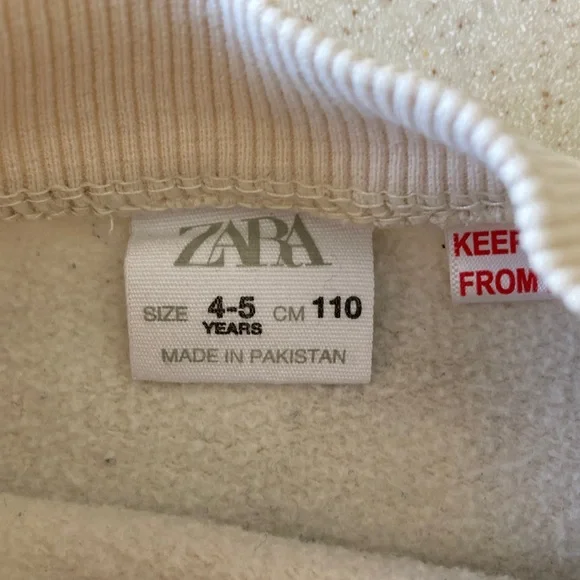 ZARA
SIZE 4-5 YEARS CM 110
MADE IN PAKISTAN
KEEP
FROM